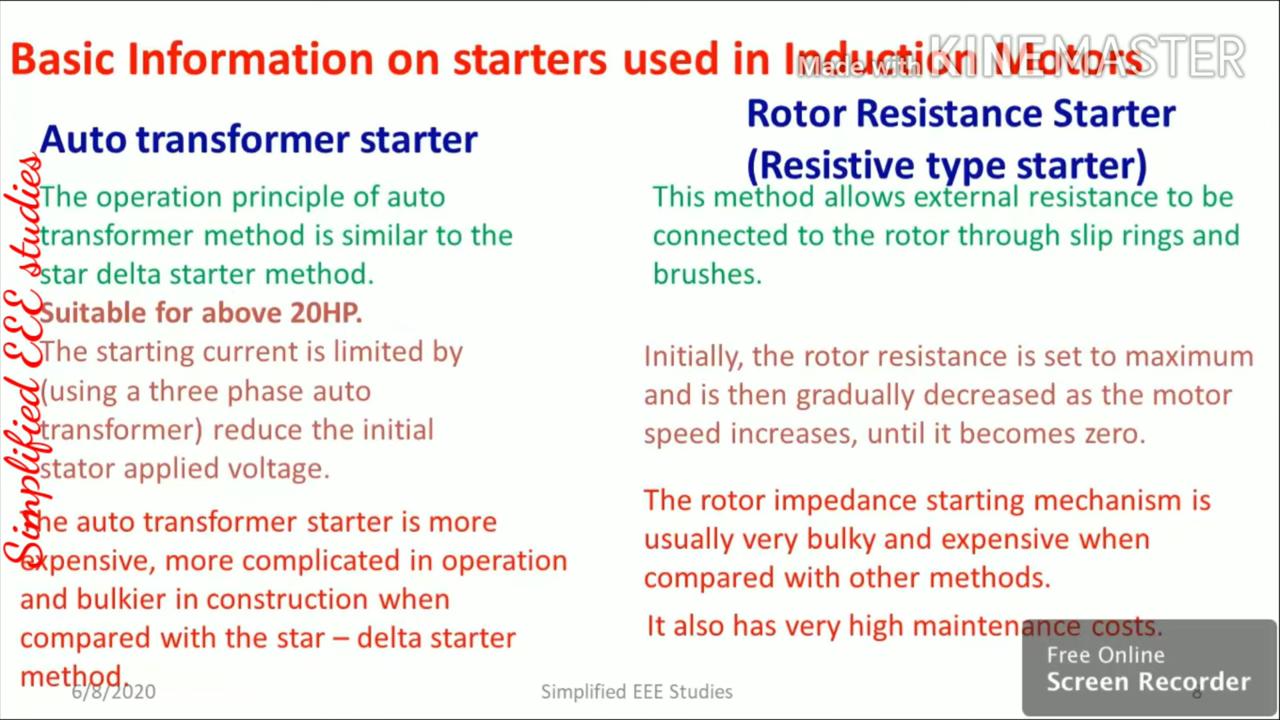 Basic Information on starters used in Induction Motors
Made with KINEMASTER
Auto transformer starter
The operation principle of auto
transformer method is similar to the
star delta starter method.
Suitable for above 20HP.
The starting current is limited by
(using a three phase auto
transformer) reduce the initial
stator applied voltage.
The auto transformer starter is more
expensive, more complicated in operation
and bulkier in construction when
compared with the star – delta starter
method.
Rotor Resistance Starter
(Resistive type starter)
This method allows external resistance to be
connected to the rotor through slip rings and
brushes.
Initially, the rotor resistance is set to maximum
and is then gradually decreased as the motor
speed increases, until it becomes zero.
The rotor impedance starting mechanism is
usually very bulky and expensive when
compared with other methods.
It also has very high maintenance costs.
Simplified EEE studies
6/8/2020
Simplified EEE Studies
8
Free Online
Screen Recorder